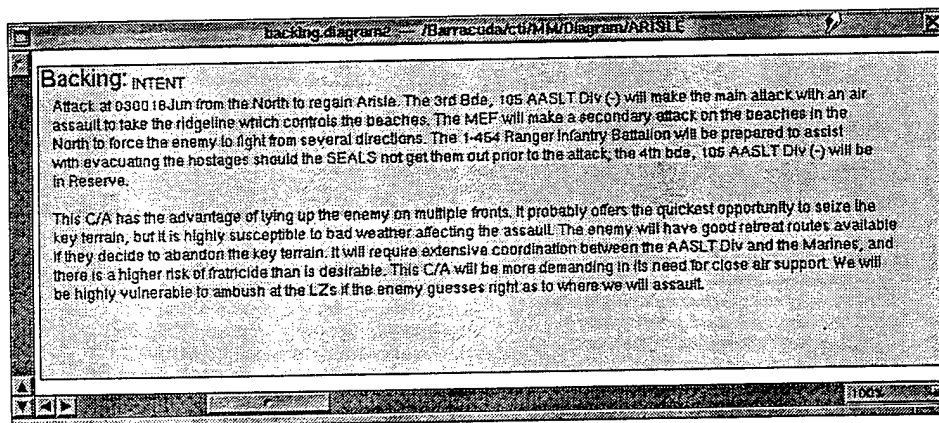 backing.diagram2 — /Barracuda/cti/MM/Diagram/ARISLE
Backing: INTENT
Attack at 0300 18Jun from the North to regain Arisle. The 3rd Bde, 105 AASLT Div (-) will make the main attack with an air
assault to take the ridgeline which controls the beaches. The MEF will make a secondary attack on the beaches in the
North to force the enemy to fight from several directions. The 1-454 Ranger Infantry Battalion will be prepared to assist
with evacuating the hostages should the SEALS not get them out prior to the attack; the 4th bde, 105 AASLT Div (-) will be
in Reserve.
This C/A has the advantage of tying up the enemy on multiple fronts. It probably offers the quickest opportunity to seize the
key terrain, but it is highly susceptible to bad weather affecting the assault. The enemy will have good retreat routes available
if they decide to abandon the key terrain. It will require extensive coordination between the AASLT Div and the Marines, and
there is a higher risk of fratricide than is desirable. This C/A will be more demanding in its need for close air support. We will
be highly vulnerable to ambush at the LZs if the enemy guesses right as to where we will assault.
100%